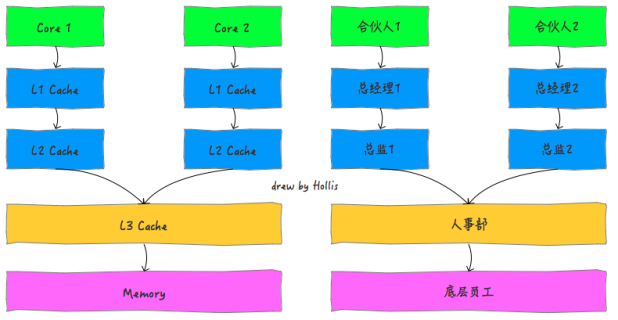 Core 1
Core 2
合伙人1
合伙人2
L1 Cache
L1 Cache
总经理1
总经理2
L2 Cache
L2 Cache
总监1
总监2
drew by Hollis
L3 Cache
人事部
Memory
底层员工